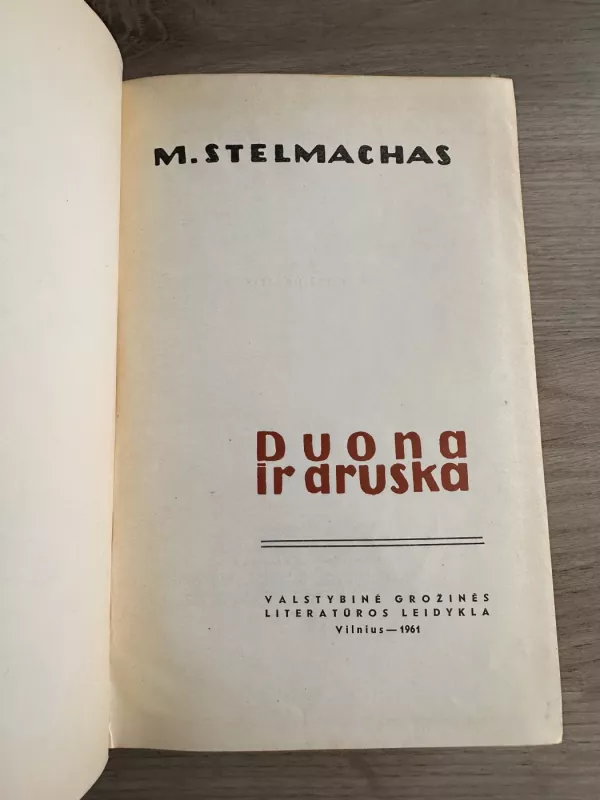 M. STELMACHAS
Duona
ir druska
VALSTYBINĖ GROŽINĖS
LITERATŪROS LEIDYKLA
Vilnius — 1961